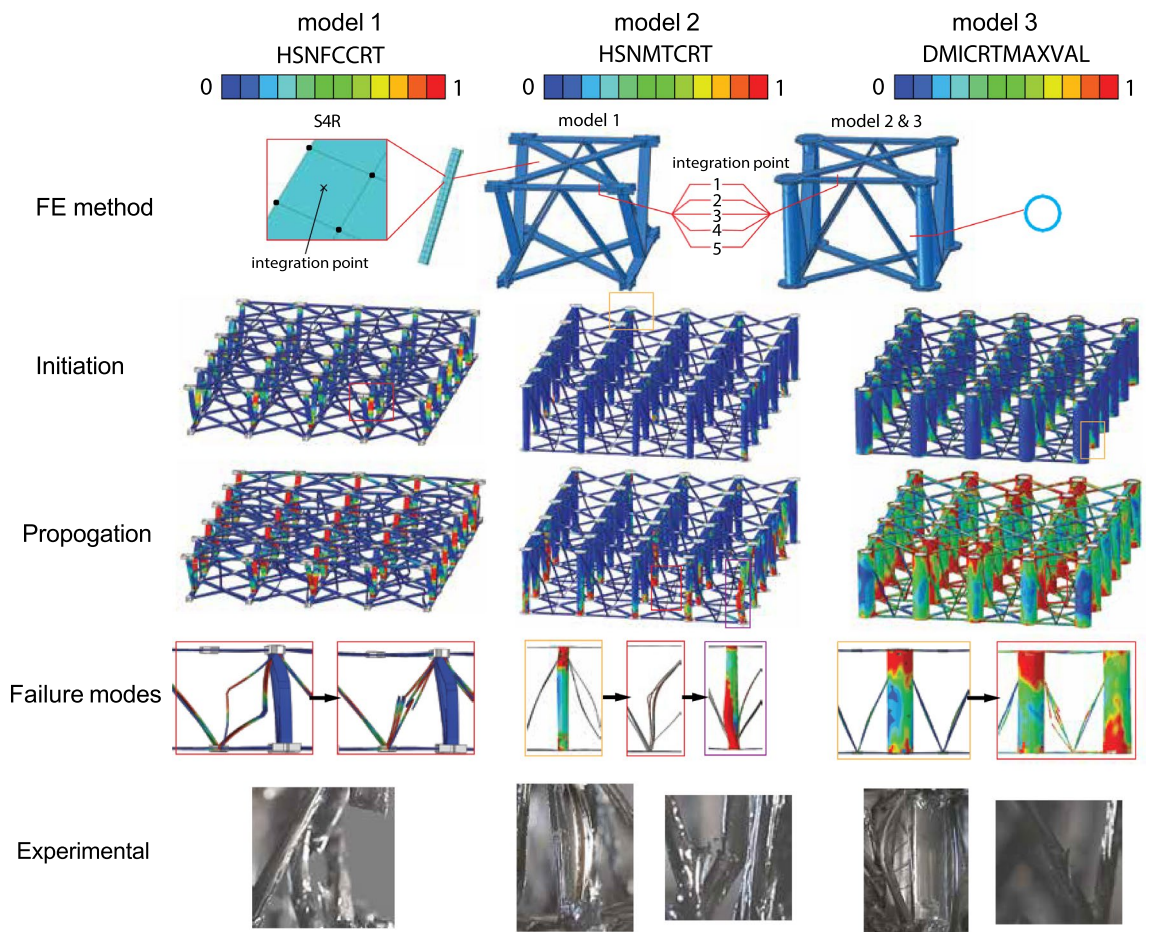 model 1
model 2
model 3
HSNFCCRT
HSNMTCRT
DMICRTMAXVAL
0
1
0
1
0
1
S4R
model 1
model 2 & 3
FE method
integration point
1
2
3
4
5
integration point
Initiation
Propogation
Failure modes
Experimental